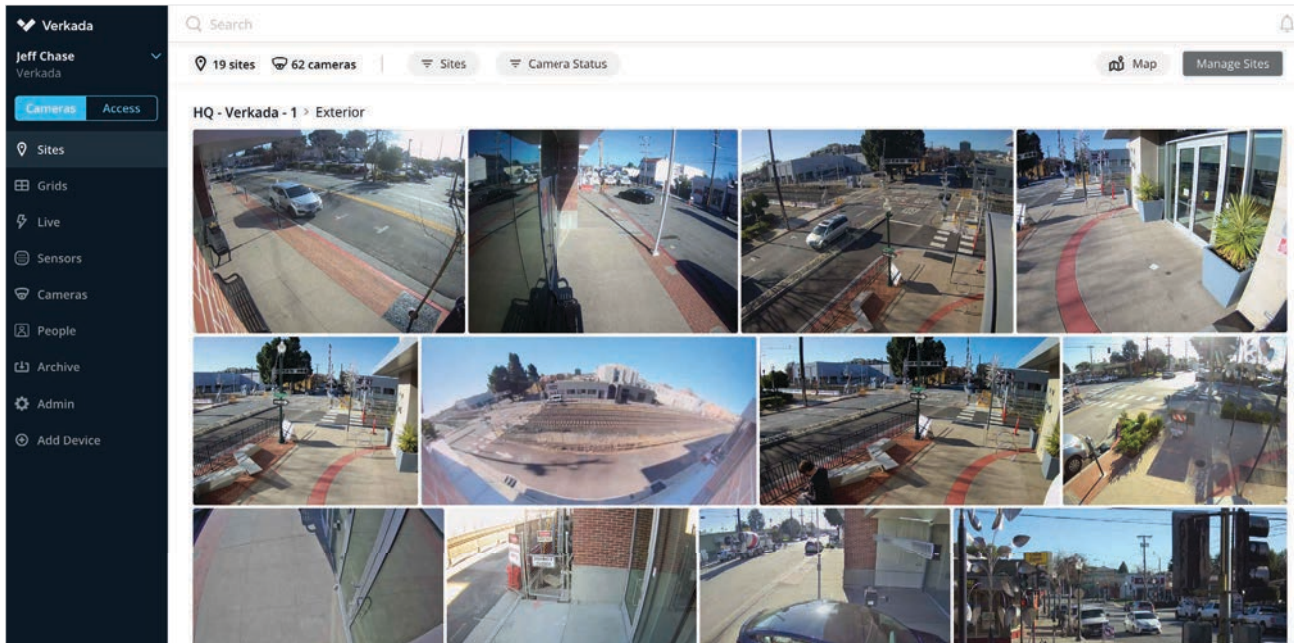 Verkada
Search
Jeff Chase
Verkada
19 sites
62 cameras
Sites
Camera Status
Map
Manage Sites
Cameras
Access
HQ - Verkada - 1 > Exterior
Sites
Grids
Live
Sensors
Cameras
People
Archive
Admin
Add Device